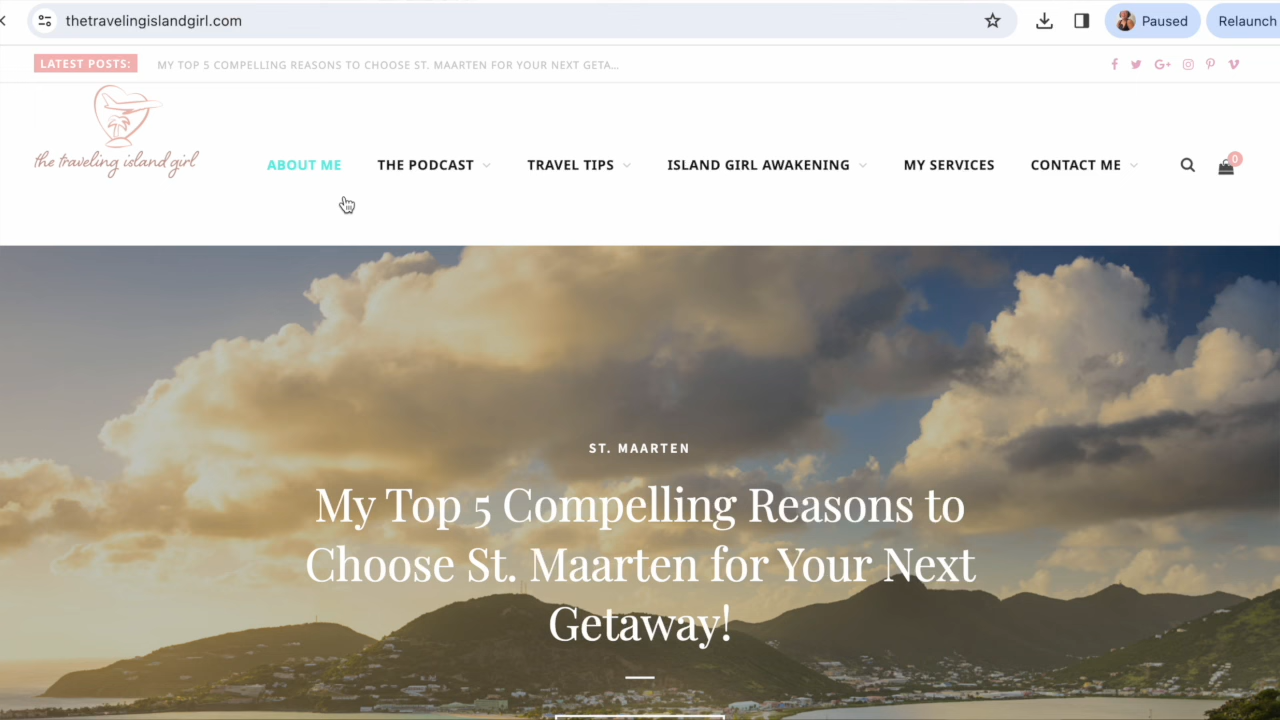 thetravelingislandgirl.com
Paused
Relaunch
LATEST POSTS:
MY TOP 5 COMPELLING REASONS TO CHOOSE ST. MAARTEN FOR YOUR NEXT GETA...
G+
the traveling island girl
ABOUT ME
THE PODCAST
TRAVEL TIPS
ISLAND GIRL AWAKENING
MY SERVICES
CONTACT ME
0
ST. MAARTEN
My Top 5 Compelling Reasons to
Choose St. Maarten for Your Next
Getaway!